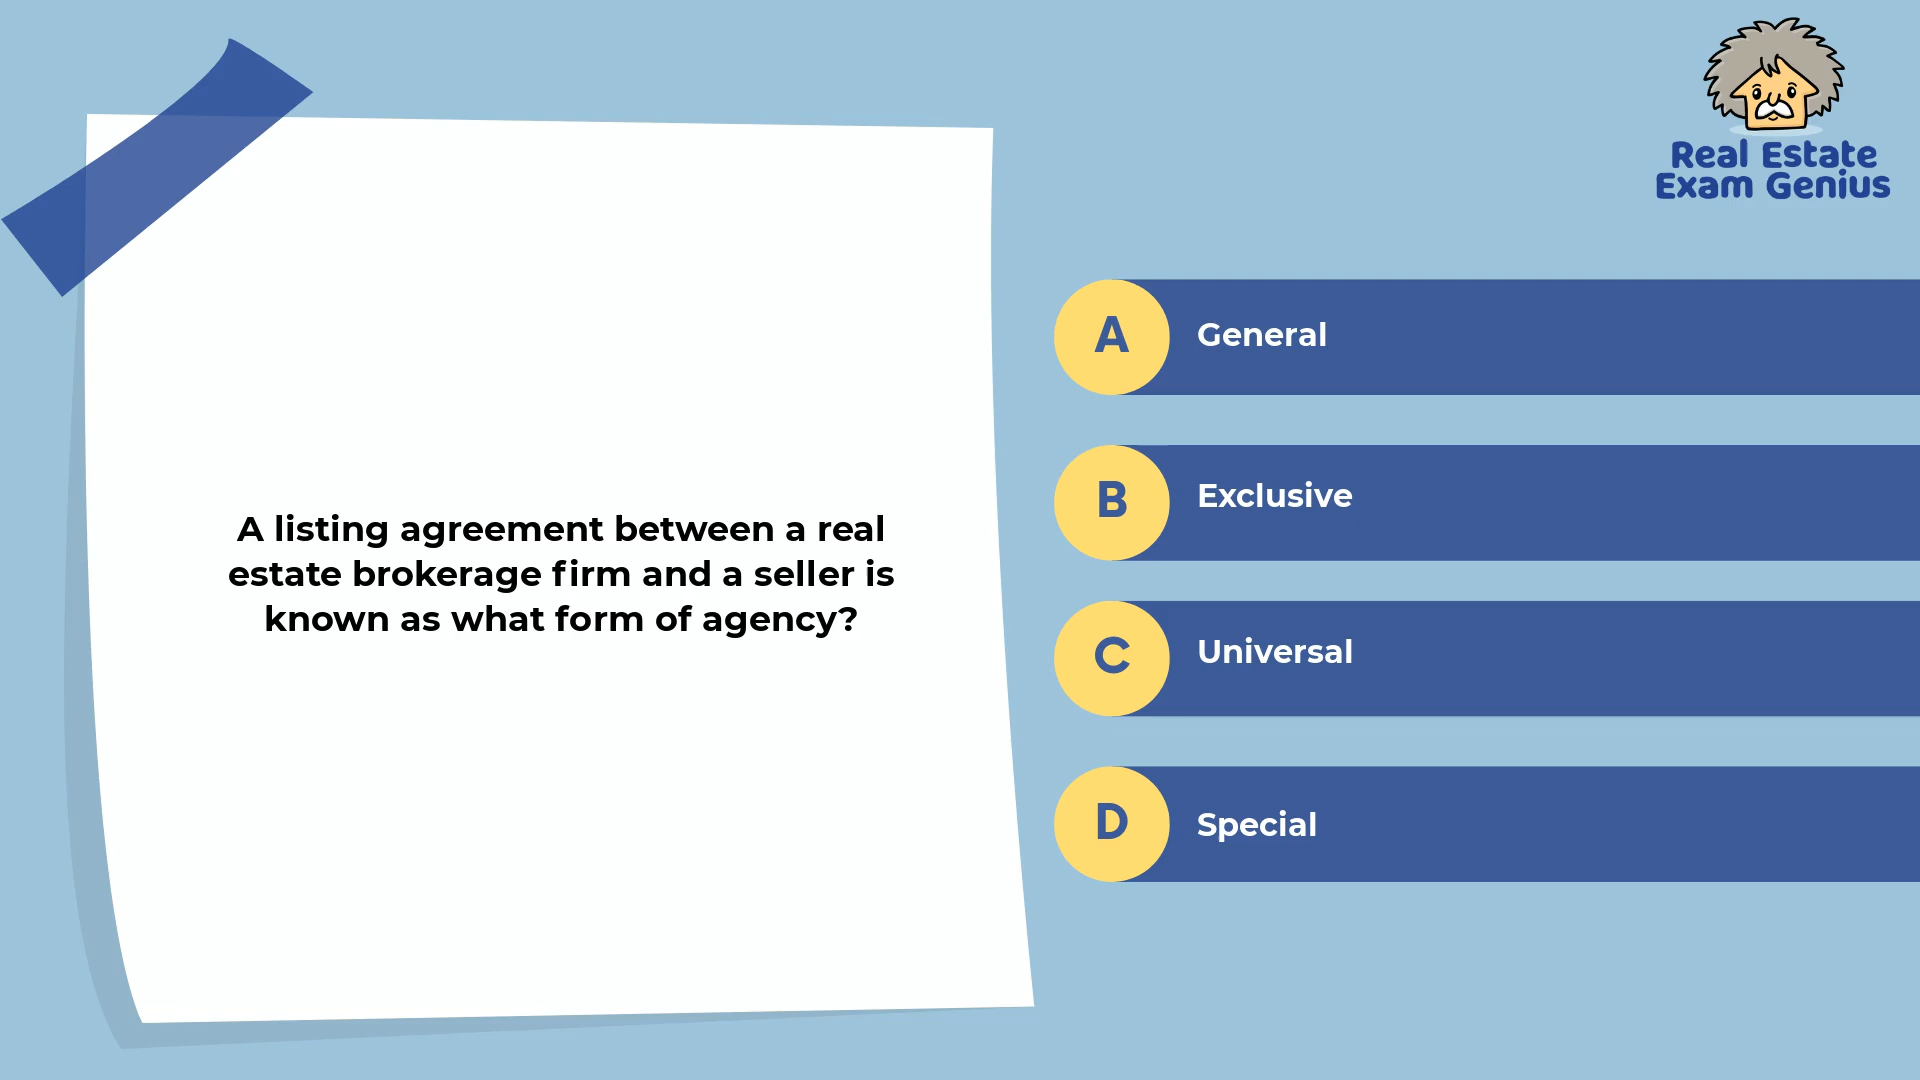 Real Estate
Exam Genius
A listing agreement between a real
estate brokerage firm and a seller is
known as what form of agency?
A General
B Exclusive
C Universal
D Special